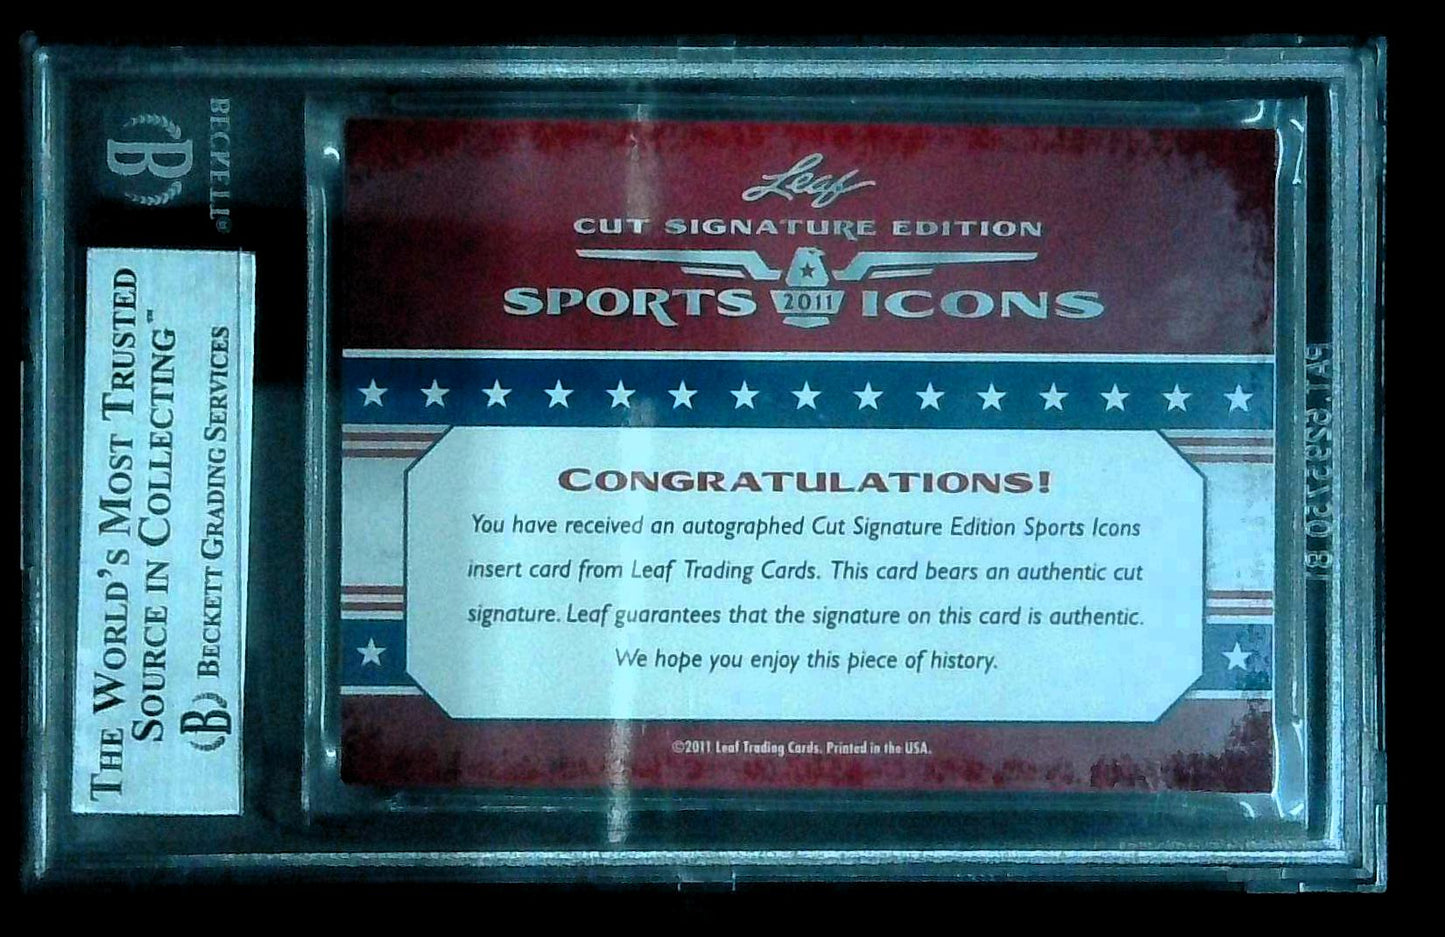 BECKETT®
B
THE WORLD'S MOST TRUSTED
SOURCE IN COLLECTING™
B BECKETT GRADING SERVICES
Leaf
CUT SIGNATURE EDITION
SPORTS 2011 ICONS
CONGRATULATIONS!
You have received an autographed Cut Signature Edition Sports Icons
insert card from Leaf Trading Cards. This card bears an authentic cut
signature. Leaf guarantees that the signature on this card is authentic.
We hope you enjoy this piece of history.
©2011 Leaf Trading Cards. Printed in the USA.